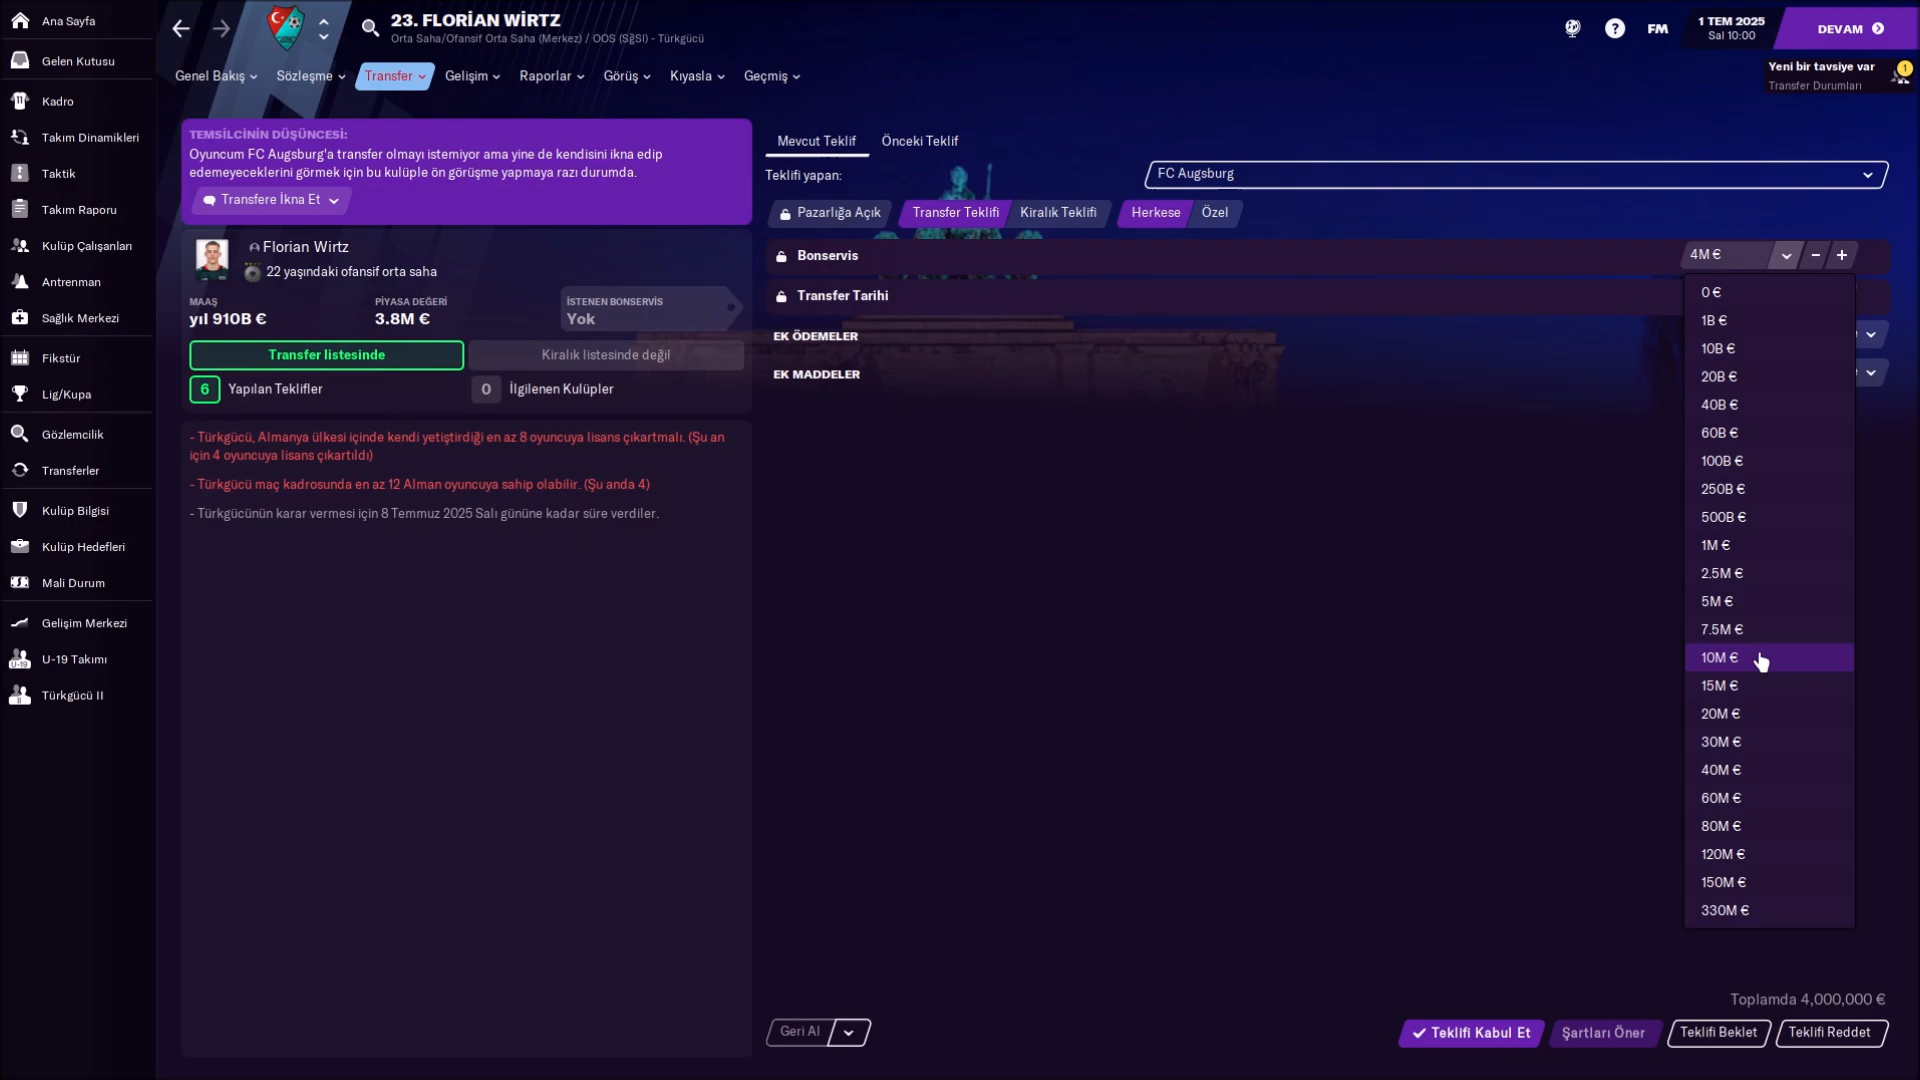 Ana Sayfa
Gelen Kutusu
Kadro
Takım Dinamikleri
Taktik
Takım Raporu
Kulüp Çalışanları
Antrenman
Sağlık Merkezi
Fikstür
Lig/Kupa
Gözlemcilik
Transferler
Kulüp Bilgisi
Kulüp Hedefleri
Mali Durum
Gelişim Merkezi
U-19 Takımı
Türkgücü II
23. FLORİAN WİRTZ
Orta Saha/Ofansif Orta Saha (Merkez) / OOS (SğSl) - Türkgücü
FM
1 TEM 2025
Sal 10:00
DEVAM
Genel Bakış
Sözleşme
Transfer
Gelişim
Raporlar
Görüş
Kıyasla
Geçmiş
Yeni bir tavsiye var
Transfer Durumları
1
TEMSİLCİNİN DÜŞÜNCESİ:
Oyuncum FC Augsburg'a transfer olmayı istemiyor ama yine de kendisini ikna edip
edemeyeceklerini görmek için bu kulüple ön görüşme yapmaya razı durumda.
Transfere İkna Et
Florian Wirtz
22 yaşındaki ofansif orta saha
MAAŞ
yıl 910B €
PİYASA DEĞERİ
3.8M €
İSTENEN BONSERVİS
Yok
Transfer listesinde
Kiralık listesinde değil
6 Yapılan Teklifler
0 İlgilenen Kulüpler
- Türkgücü, Almanya ülkesi içinde kendi yetiştirdiği en az 8 oyuncuya lisans çıkartmalı. (Şu an
için 4 oyuncuya lisans çıkartıldı)
- Türkgücü maç kadrosunda en az 12 Alman oyuncuya sahip olabilir. (Şu anda 4)
- Türkgücünün karar vermesi için 8 Temmuz 2025 Salı gününe kadar süre verdiler.
Mevcut Teklif
Önceki Teklif
Teklifi yapan:
FC Augsburg
Pazarlığa Açık
Transfer Teklifi
Kiralık Teklifi
Herkese
Özel
Bonservis
4M €
Transfer Tarihi
EK ÖDEMELER
EK MADDELER
0 €
1B €
10B €
20B €
40B €
60B €
100B €
250B €
500B €
1M €
2.5M €
5M €
7.5M €
10M €
15M €
20M €
30M €
40M €
60M €
80M €
120M €
150M €
330M €
Toplamda 4,000,000 €
Geri Al
Teklifi Kabul Et
Şartları Öner
Teklifi Beklet
Teklifi Reddet